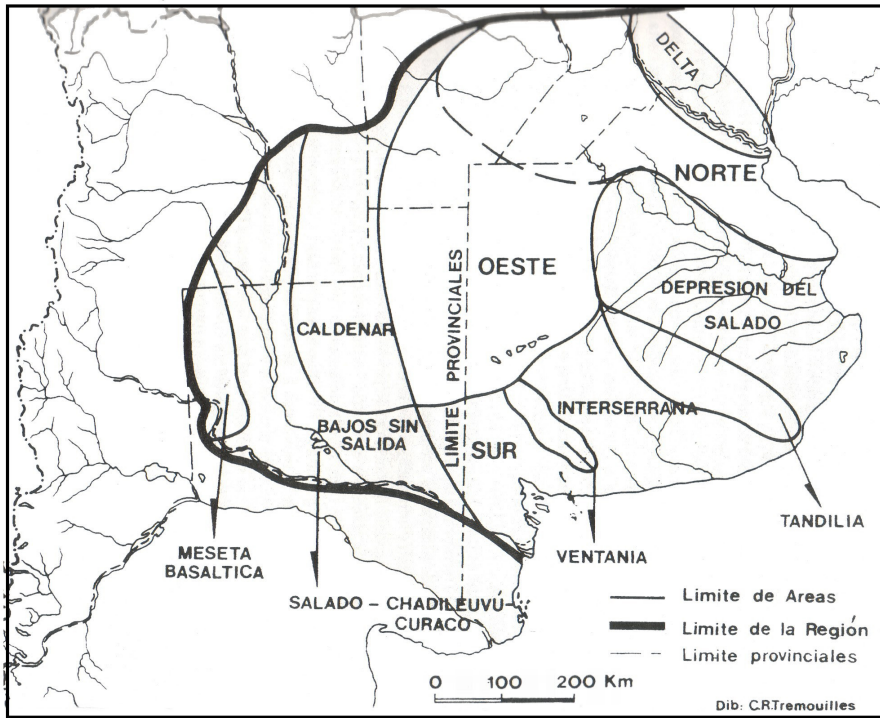 DELTA
NORTE
OESTE
DEPRESION DEL
SALADO
CALDENAR
LIMITE PROVINCIALES
INTERSERRANA
BAJOS SIN
SALIDA
SUR
TANDILIA
MESETA
BASALTICA
VENTANIA
SALADO - CHADILEUVÚ-
CURACO
Limite de Areas
Limite de la Región
Limite provinciales
0 100 200 Km
Dib: C.R.Tremouilles